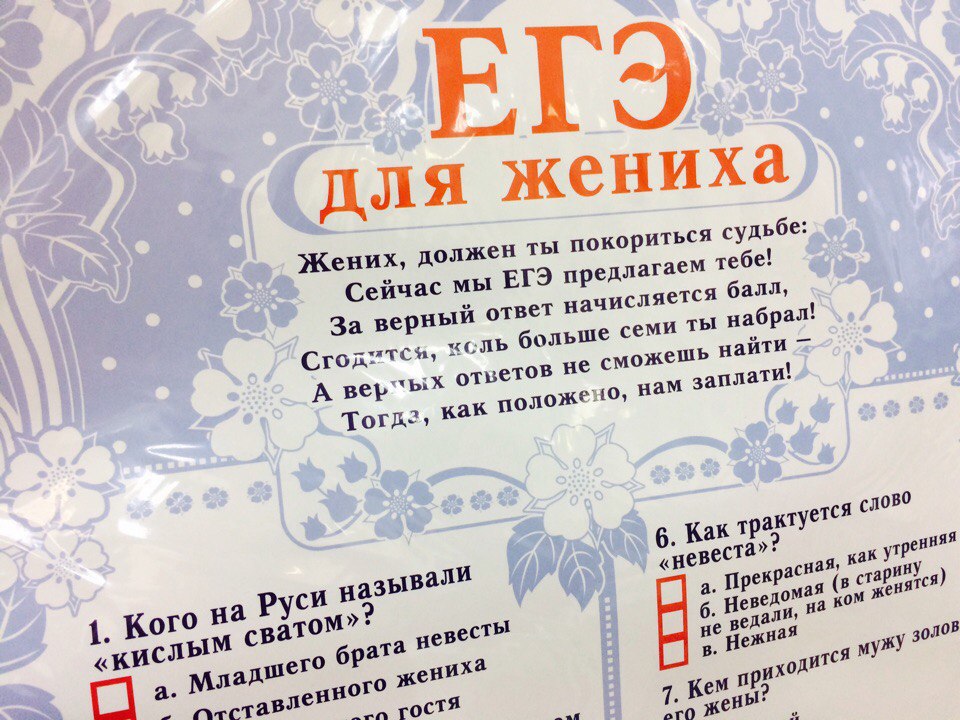 ЕГЭ
для жениха
Жених, должен ты покориться судьбе:
Сейчас мы ЕГЭ предлагаем тебе!
За верный ответ начисляется балл,
Сгодится, коль больше семи ты набрал!
А верных ответов не сможешь найти –
Тогда, как положено, нам заплати!
1. Кого на Руси называли
«кислым сватом»?
а. Младшего брата невесты
б. Отставленного жениха
гостя
6. Как трактуется слово
«невеста»?
а. Прекрасная, как утренняя
б. Неведомая (в старину
не ведали, на ком женятся)
в. Нежная
7. Кем приходится мужу
его жены?